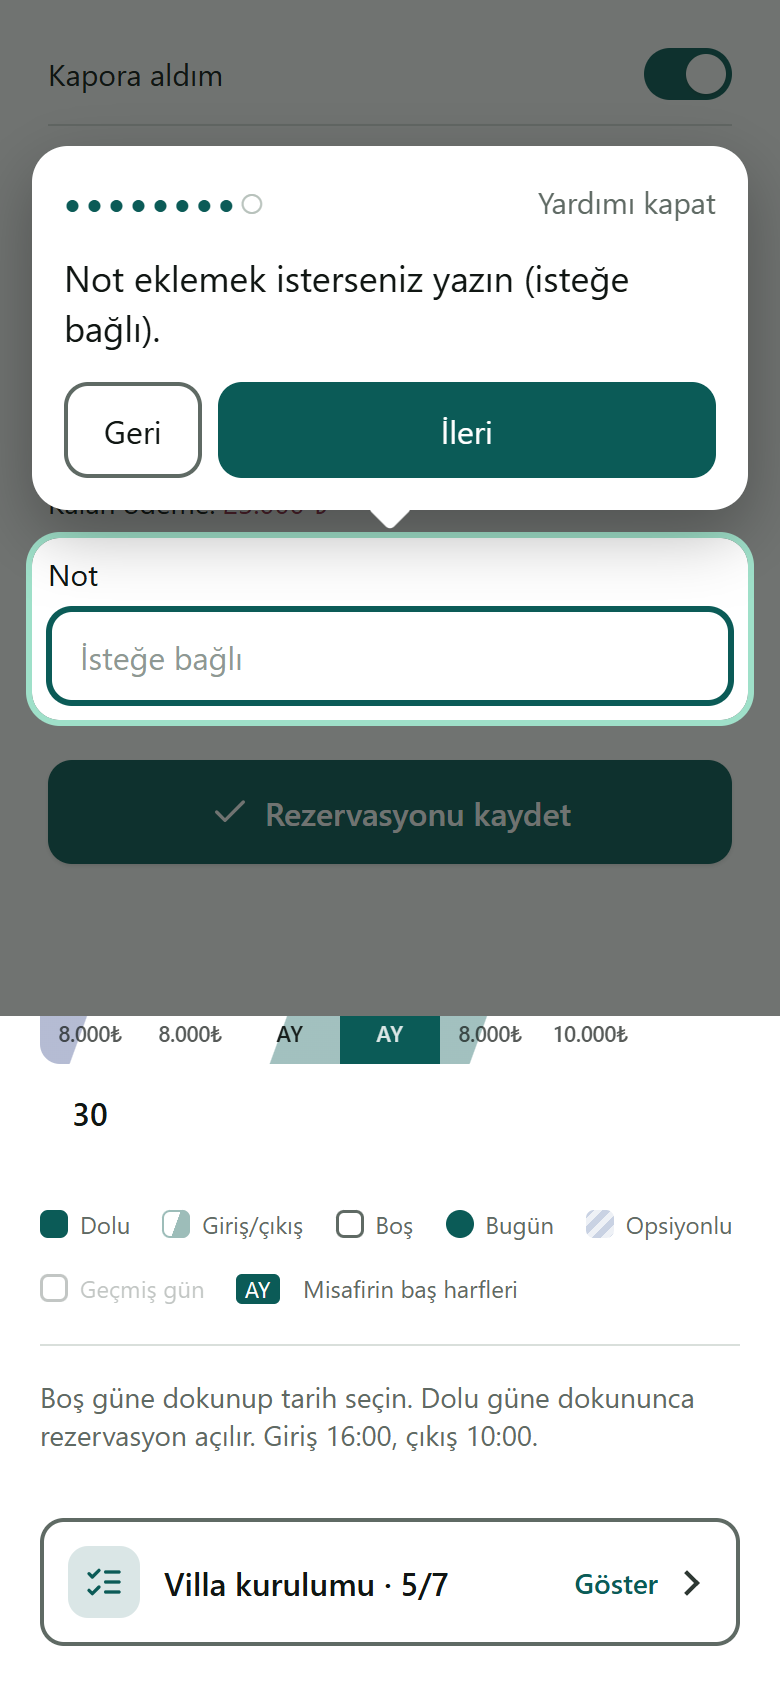 Kapora aldım
Yardımı kapat
Not eklemek isterseniz yazın (isteğe
bağlı).
Geri
İleri
Not
İsteğe bağlı
Rezervasyonu kaydet
8.000₺ 8.000₺ AY AY 8.000₺ 10.000₺
30
Dolu Giriş/çıkış Boş Bugün Opsiyonlu
Geçmiş gün AY Misafirin baş harfleri
Boş güne dokunup tarih seçin. Dolu güne dokununca
rezervasyon açılır. Giriş 16:00, çıkış 10:00.
Villa kurulumu · 5/7 Göster